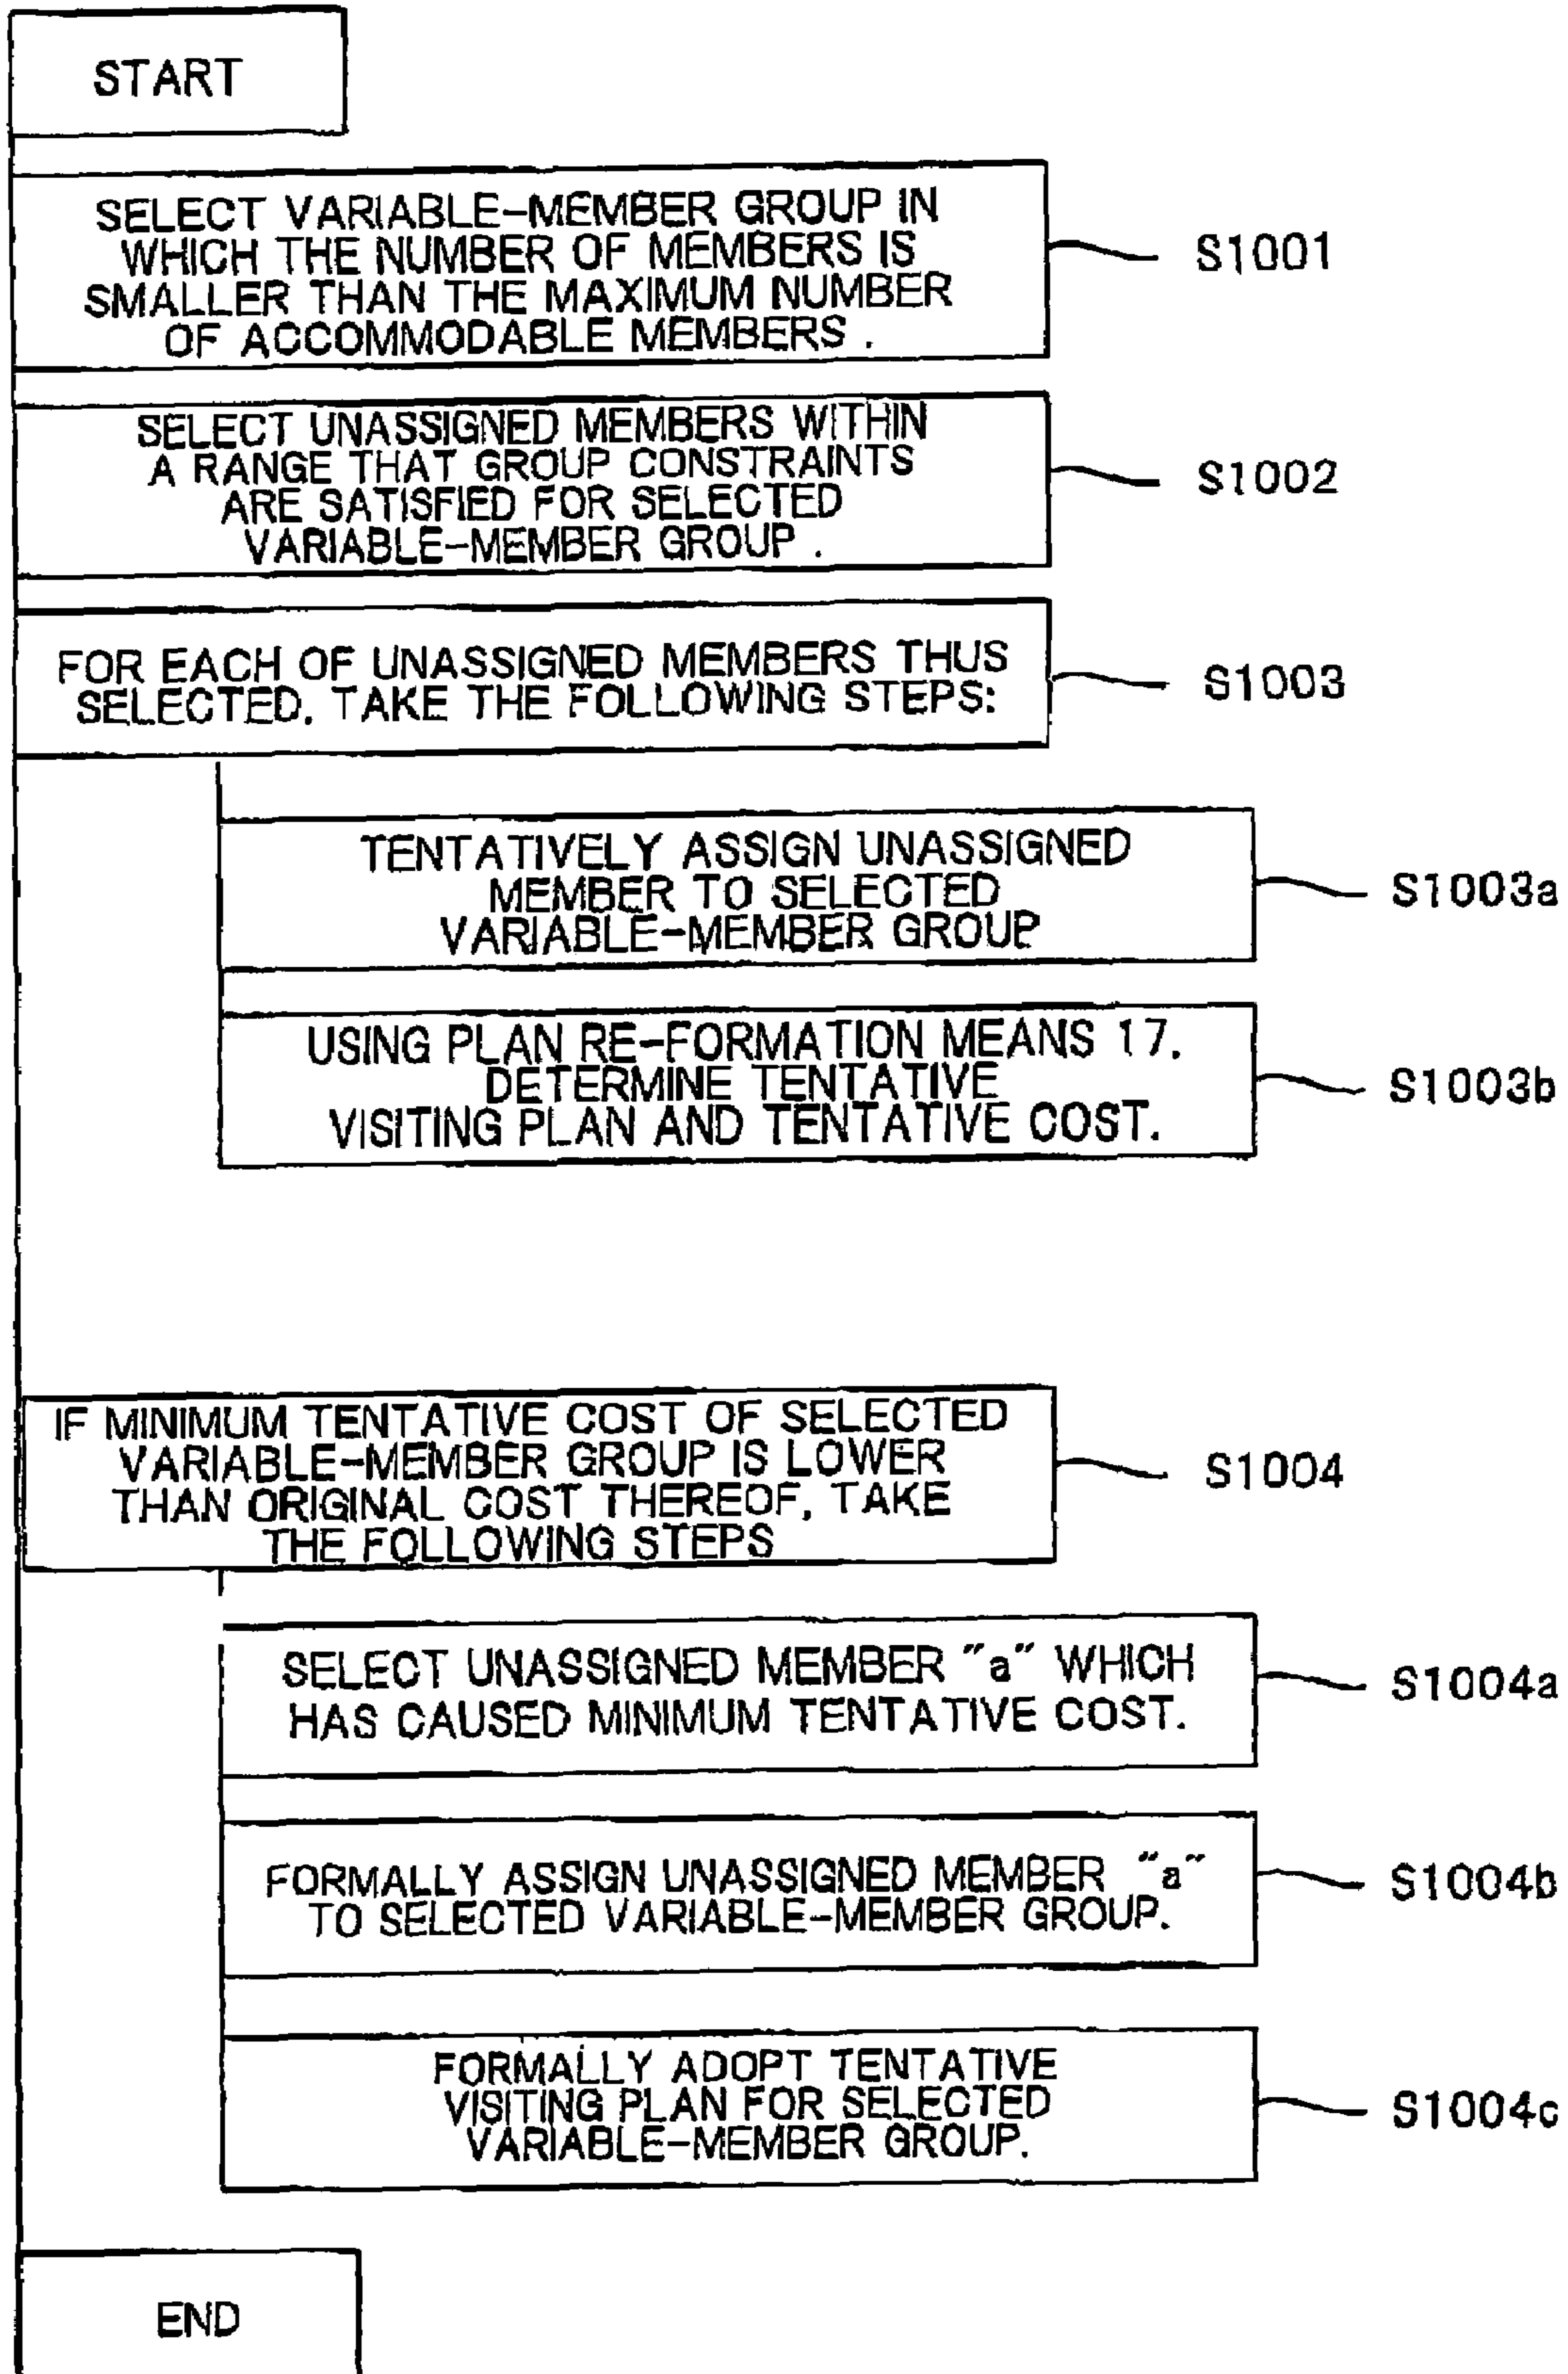 START
SELECT VARIABLE-MEMBER GROUP IN
WHICH THE NUMBER OF MEMBERS IS
SMALLER THAN THE MAXIMUM NUMBER
OF ACCOMMODABLE MEMBERS .
S1001
SELECT UNASSIGNED MEMBERS WITHIN
A RANGE THAT GROUP CONSTRAINTS
ARE SATISFIED FOR SELECTED
VARIABLE-MEMBER GROUP .
S1002
FOR EACH OF UNASSIGNED MEMBERS THUS
SELECTED. TAKE THE FOLLOWING STEPS:
S1003
TENTATIVELY ASSIGN UNASSIGNED
MEMBER TO SELECTED
VARIABLE-MEMBER GROUP
S1003a
USING PLAN RE-FORMATION MEANS 17.
DETERMINE TENTATIVE
VISITING PLAN AND TENTATIVE COST.
S1003b
IF MINIMUM TENTATIVE COST OF SELECTED
VARIABLE-MEMBER GROUP IS LOWER
THAN ORIGINAL COST THEREOF, TAKE
THE FOLLOWING STEPS
S1004
SELECT UNASSIGNED MEMBER "a" WHICH
HAS CAUSED MINIMUM TENTATIVE COST.
S1004a
FORMALLY ASSIGN UNASSIGNED MEMBER "a"
TO SELECTED VARIABLE-MEMBER GROUP.
S1004b
FORMALLY ADOPT TENTATIVE
VISITING PLAN FOR SELECTED
VARIABLE-MEMBER GROUP.
S1004c
END